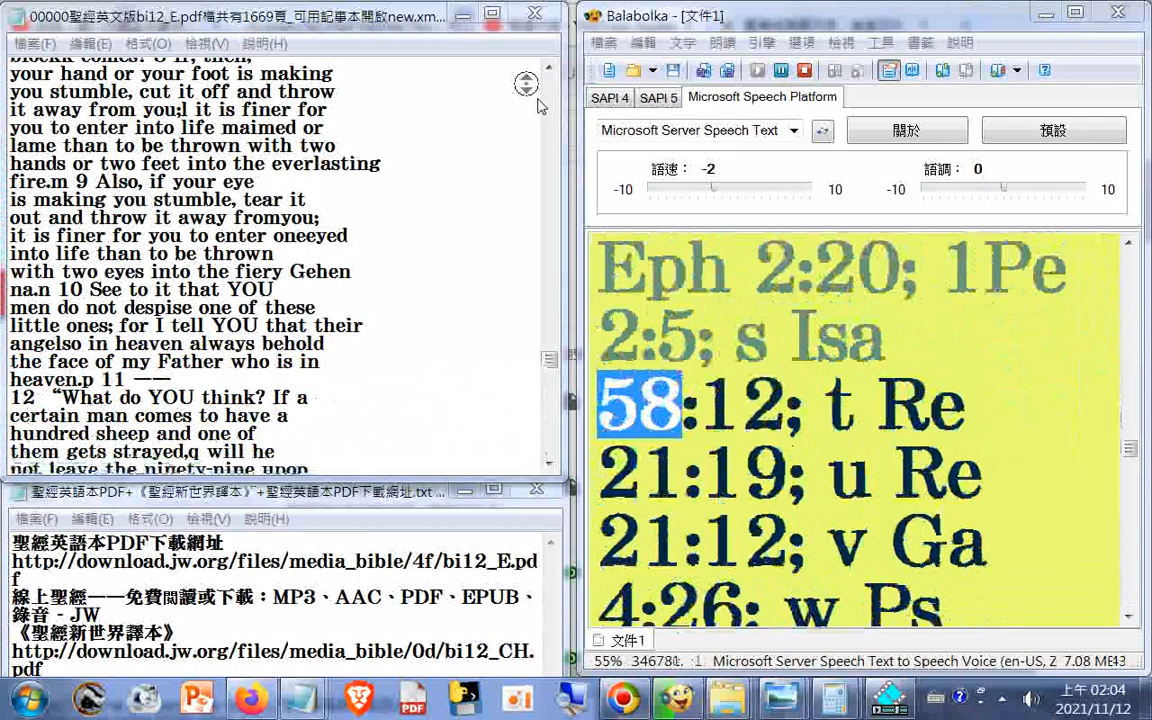 00000聖經英文版bi12_E.pdf檔共有1669頁_可用記事本開啟new.xm...
檔案(F) 編輯(E) 格式(O) 檢視(V) 說明(H)
your hand or your foot is making
you stumble, cut it off and throw
it away from you;l it is finer for
you to enter into life maimed or
lame than to be thrown with two
hands or two feet into the everlasting
fire.m 9 Also, if your eye
is making you stumble, tear it
out and throw it away fromyou;
it is finer for you to enter oneeyed
into life than to be thrown
with two eyes into the fiery Gehen
na.n 10 See to it that YOU
men do not despise one of these
little ones; for I tell YOU that their
angelso in heaven always behold
the face of my Father who is in
heaven.p 11 ——
12 “What do YOU think? If a
certain man comes to have a
hundred sheep and one of
them gets strayed,q will he
not leave the ninety-nine upon
聖經英語本PDF+《聖經新世界譯本》¨+聖經英語本PDF下載網址.txt ...
檔案(F) 編輯(E) 格式(O) 檢視(V) 說明(H)
聖經英語本PDF下載網址
http://download.jw.org/files/media_bible/4f/bi12_E.pd
f
線上聖經——免費閱讀或下載：MP3、AAC、PDF、EPUB、
錄音 - JW
《聖經新世界譯本》
http://download.jw.org/files/media_bible/0d/bi12_CH.
pdf
Balabolka - [文件1]
檔案 編輯 文字 朗讀 引擎 選項 檢視 工具 書籤 說明
SAPI 4 SAPI 5 Microsoft Speech Platform
Microsoft Server Speech Text 關於 預設
語速： -2 語調： 0
-10 10 -10 10
Eph 2:20; 1Pe
2:5; s Isa
58:12; t Re
21:19; u Re
21:12; v Ga
4:26; w Ps
文件1
55% 346781: 1 Microsoft Server Speech Text to Speech Voice (en-US, Z 7.08 MB
上午 02:04
2021/11/12